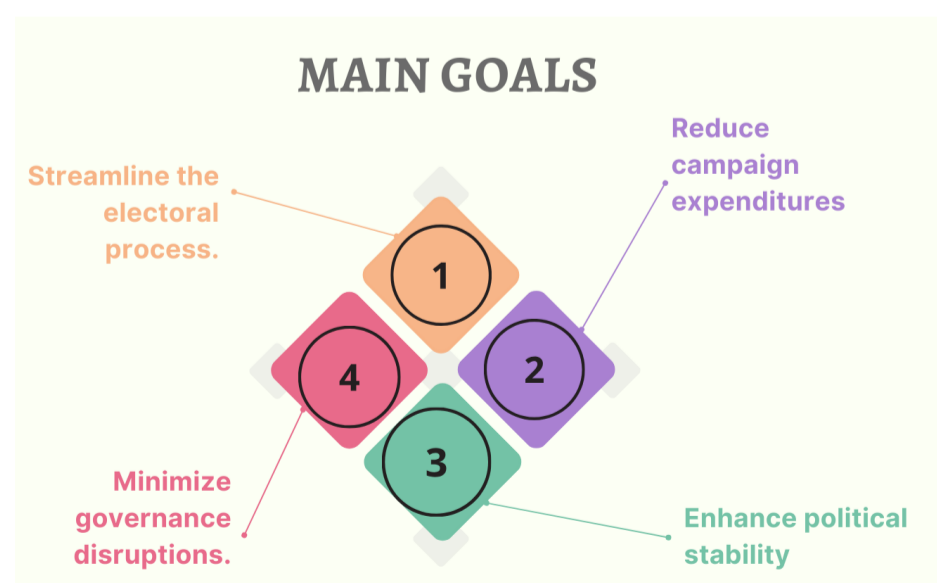 MAIN GOALS
Streamline the
electoral
process.
Reduce
campaign
expenditures
1
2
3
4
Enhance political
stability
Minimize
governance
disruptions.